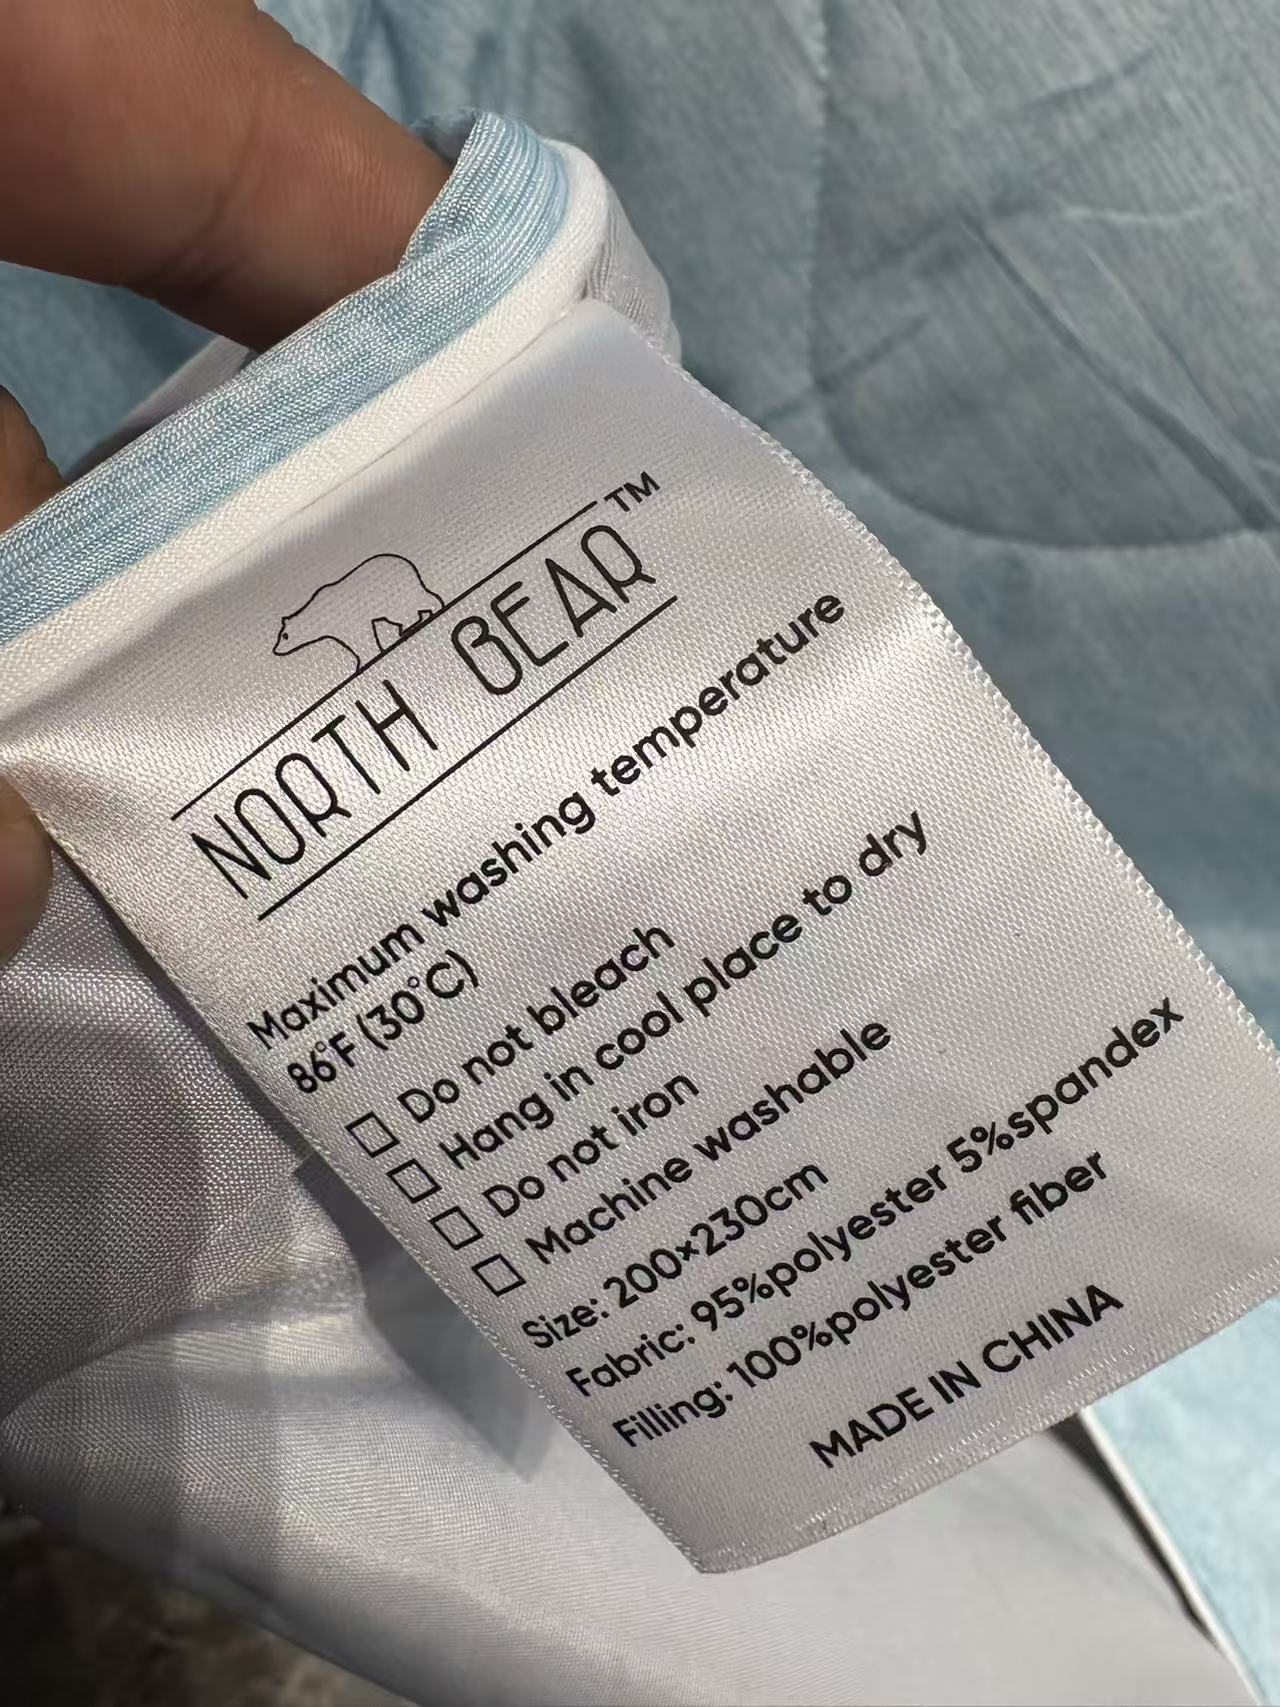 NORTH BEAR™
Maximum washing temperature
86°F (30°C)
□ Do not bleach
□ Hang in cool place to dry
□ Do not iron
□ Machine washable
Size: 200×230cm
Fabric: 95%polyester 5%spandex
Filling: 100%polyester fiber
MADE IN CHINA